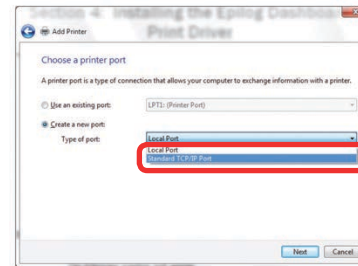 Section 4: Installing the Epilog Dashboard
Print Driver
Add Printer
Choose a printer port
A printer port is a type of connection that allows your computer to exchange information with a printer.
Use an existing port: LPT1: (Printer Port)
Create a new port:
Type of port: Local Port
Local Port
Standard TCP/IP Port
Next Cancel